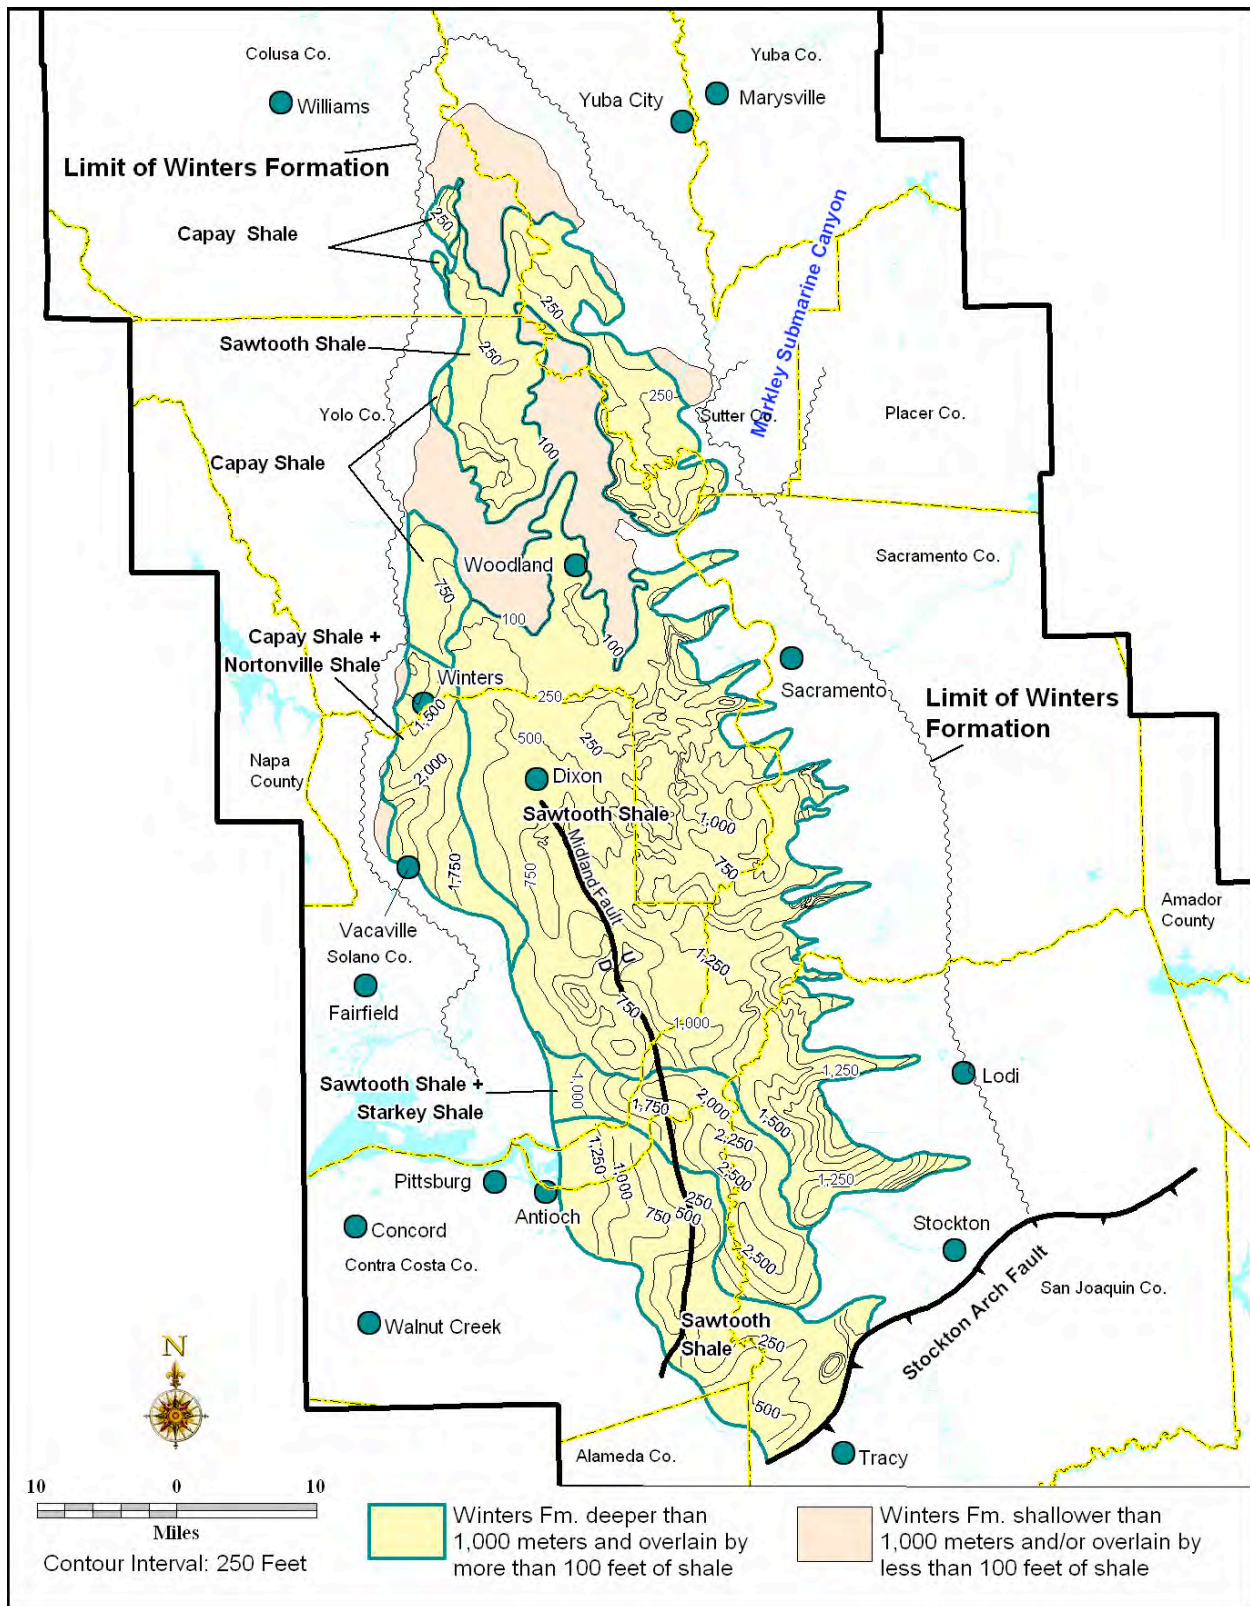 Colusa Co.
Yuba Co.
Williams
Yuba City
Marysville
Limit of Winters Formation
Capay Shale
250
Markley Submarine Canyon
250
Sawtooth Shale
250
250
Yolo Co.
Sutter Co.
Placer Co.
100
Capay Shale
Woodland
Sacramento Co.
750
100
100
Capay Shale +
Nortonville Shale
Winters
Sacramento
250
1,500
Limit of Winters
Formation
500
250
Napa
County
2,000
Dixon
Sawtooth Shale
1,000
Midland Fault
750
1,750
750
Amador
County
Vacaville
Solano Co.
U
D
1,250
Fairfield
750
1,000
1,250
Lodi
Sawtooth Shale +
Starkey Shale
1,000
1,750
2,000
1,500
2,250
1,250
1,000
2,500
1,250
Pittsburg
Antioch
250
500
750
Stockton
Concord
2,500
Contra Costa Co.
Stockton Arch Fault
San Joaquin Co.
Walnut Creek
Sawtooth
Shale
250
N
500
Alameda Co.
Tracy
10 0 10
Miles
Contour Interval: 250 Feet
Winters Fm. deeper than
1,000 meters and overlain by
more than 100 feet of shale
Winters Fm. shallower than
1,000 meters and/or overlain by
less than 100 feet of shale